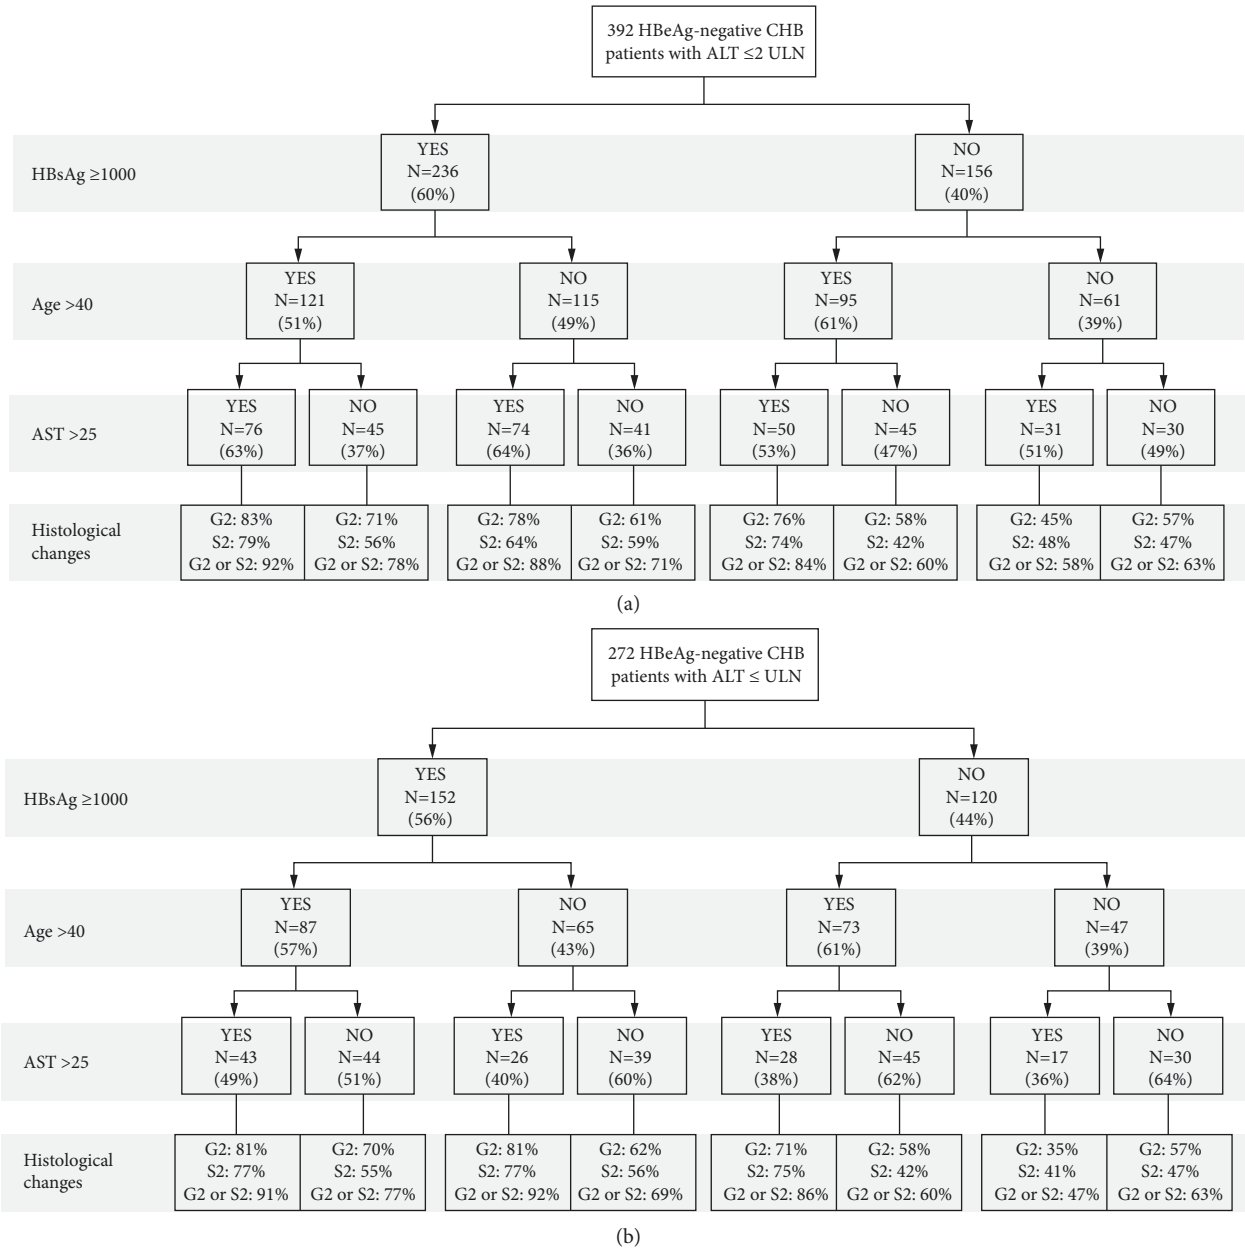 392 HBeAg-negative CHB
patients with ALT ≤2 ULN
HBsAg ≥1000
YES
N=236
(60%)
NO
N=156
(40%)
Age >40
YES
N=121
(51%)
NO
N=115
(49%)
YES
N=95
(61%)
NO
N=61
(39%)
AST >25
YES
N=76
(63%)
NO
N=45
(37%)
YES
N=74
(64%)
NO
N=41
(36%)
YES
N=50
(53%)
NO
N=45
(47%)
YES
N=31
(51%)
NO
N=30
(49%)
Histological
changes
G2: 83%
S2: 79%
G2 or S2: 92%
G2: 71%
S2: 56%
G2 or S2: 78%
G2: 78%
S2: 64%
G2 or S2: 88%
G2: 61%
S2: 59%
G2 or S2: 71%
G2: 76%
S2: 74%
G2 or S2: 84%
G2: 58%
S2: 42%
G2 or S2: 60%
G2: 45%
S2: 48%
G2 or S2: 58%
G2: 57%
S2: 47%
G2 or S2: 63%
(a)
272 HBeAg-negative CHB
patients with ALT ≤ ULN
HBsAg ≥1000
YES
N=152
(56%)
NO
N=120
(44%)
Age >40
YES
N=87
(57%)
NO
N=65
(43%)
YES
N=73
(61%)
NO
N=47
(39%)
AST >25
YES
N=43
(49%)
NO
N=44
(51%)
YES
N=26
(40%)
NO
N=39
(60%)
YES
N=28
(38%)
NO
N=45
(62%)
YES
N=17
(36%)
NO
N=30
(64%)
Histological
changes
G2: 81%
S2: 77%
G2 or S2: 91%
G2: 70%
S2: 55%
G2 or S2: 77%
G2: 81%
S2: 77%
G2 or S2: 92%
G2: 62%
S2: 56%
G2 or S2: 69%
G2: 71%
S2: 75%
G2 or S2: 86%
G2: 58%
S2: 42%
G2 or S2: 60%
G2: 35%
S2: 41%
G2 or S2: 47%
G2: 57%
S2: 47%
G2 or S2: 63%
(b)